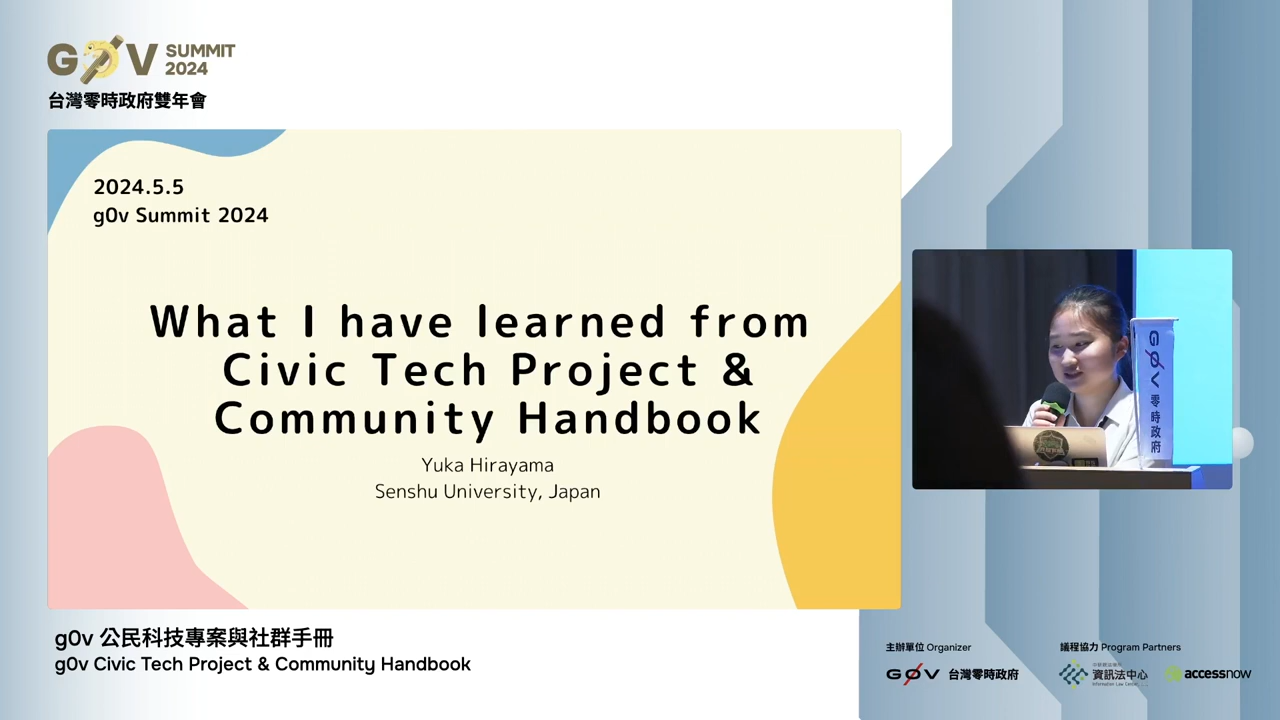 G0V SUMMIT 2024
台灣零時政府雙年會
2024.5.5
g0v Summit 2024
What I have learned from
Civic Tech Project &
Community Handbook
Yuka Hirayama
Senshu University, Japan
G0V 零時政府
g0v 公民科技專案與社群手冊
g0v Civic Tech Project & Community Handbook
主辦單位 Organizer
G0V 台灣零時政府
議程協力 Program Partners
資訊法中心
Information Law Center
accessnow